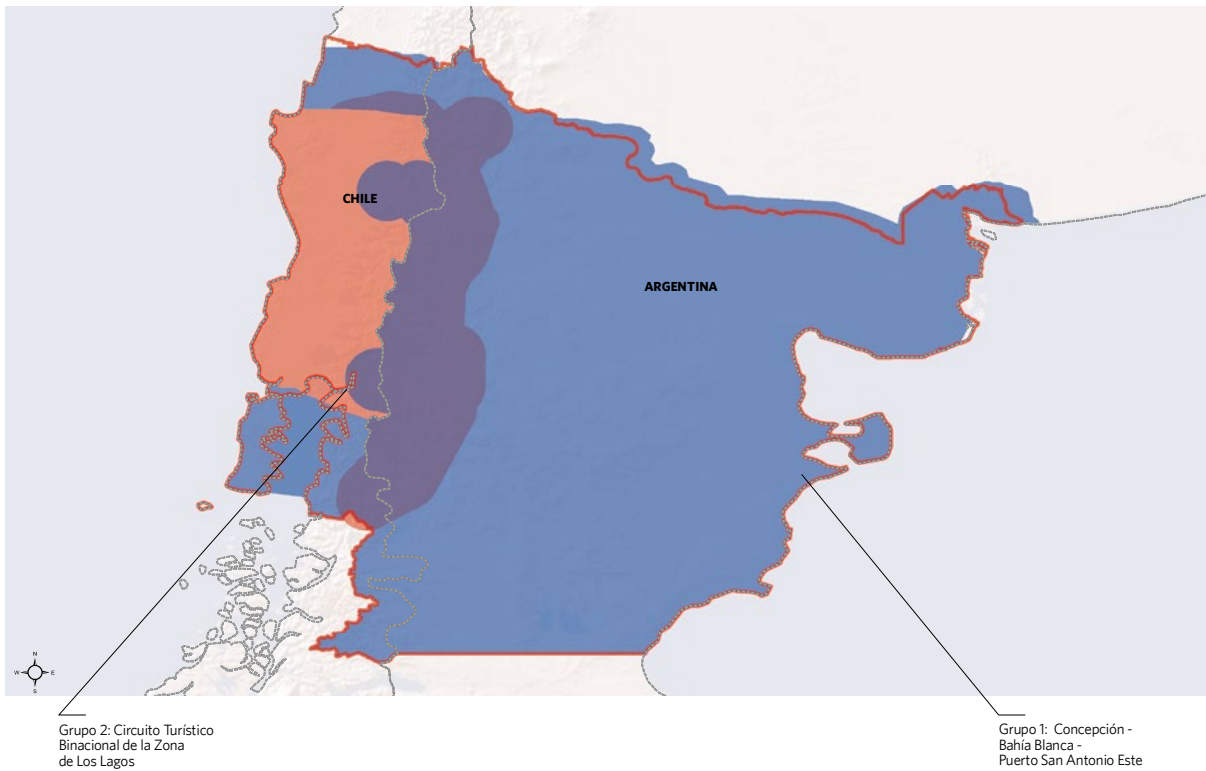 CHILE
ARGENTINA
N
W E
S
Grupo 2: Circuito Turístico
Binacional de la Zona
de Los Lagos
Grupo 1: Concepción -
Bahía Blanca -
Puerto San Antonio Este